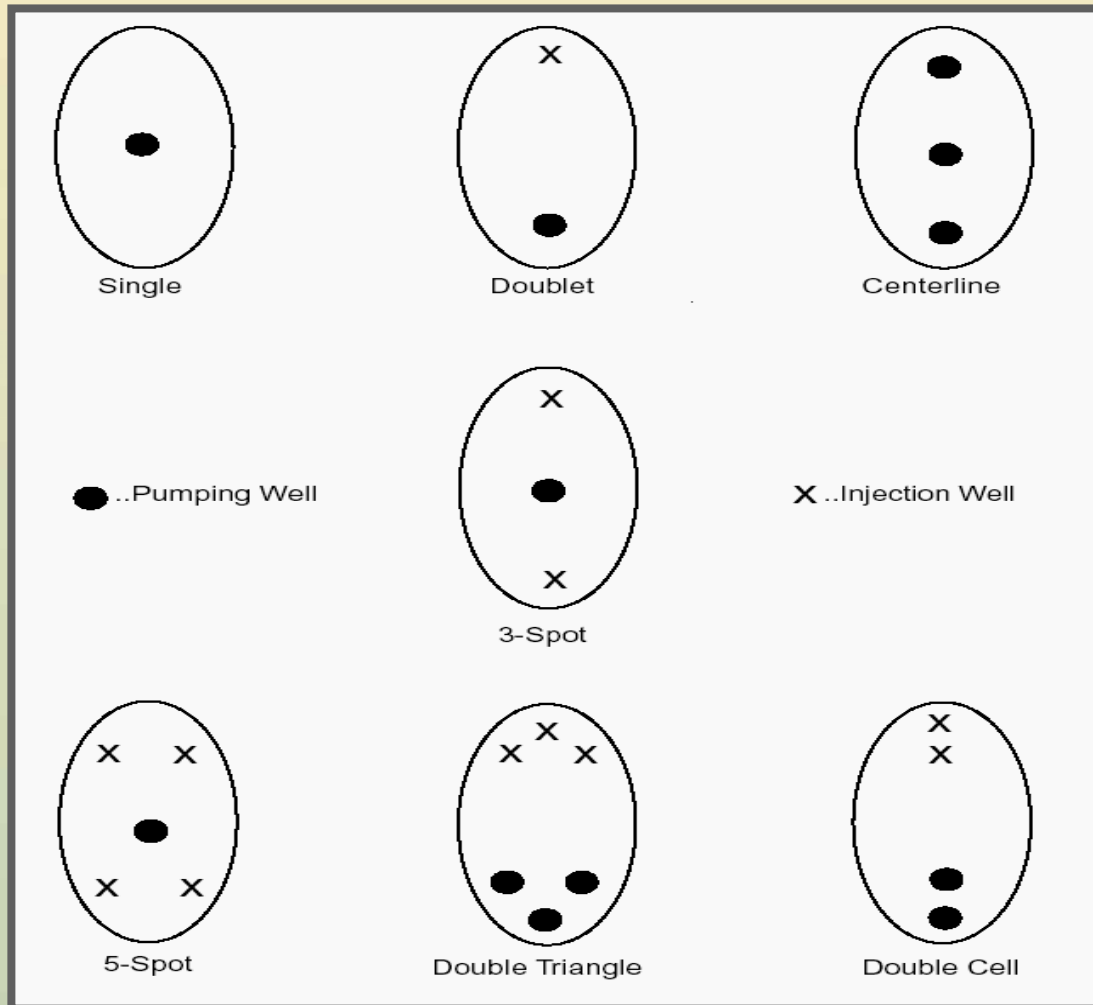 Single
Doublet
Centerline
..Pumping Well
..Injection Well
3-Spot
5-Spot
Double Triangle
Double Cell